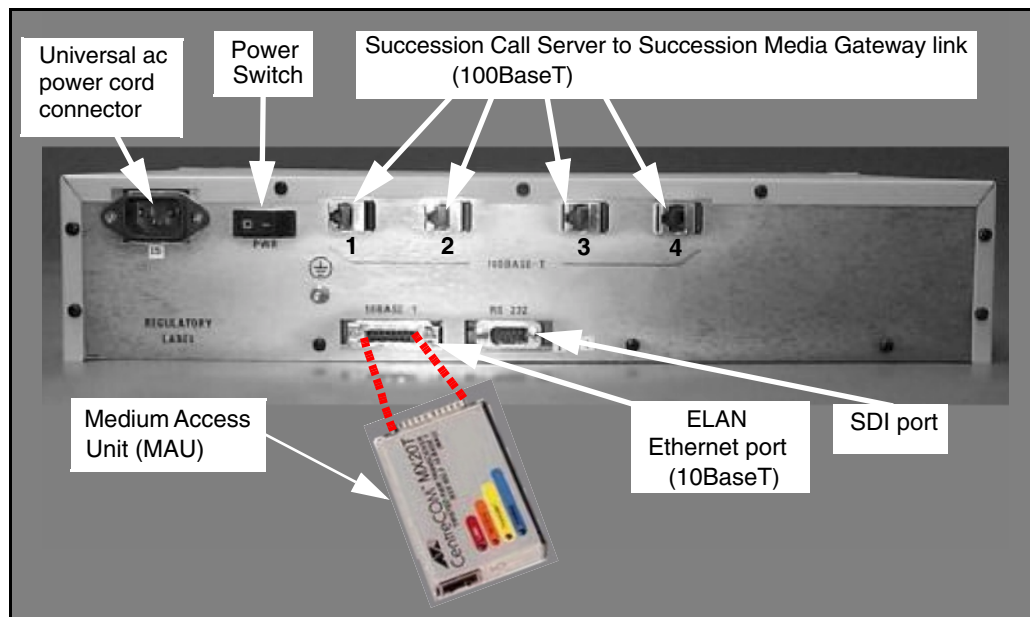 Universal ac
power cord
connector
Power
Switch
Succession Call Server to Succession Media Gateway link
(100BaseT)
PWR
1
2
3
4
100BASE-T
REGULATORY
LABEL
RS-232
Medium Access
Unit (MAU)
CentreCOM MX20T
ELAN
Ethernet port
(10BaseT)
SDI port